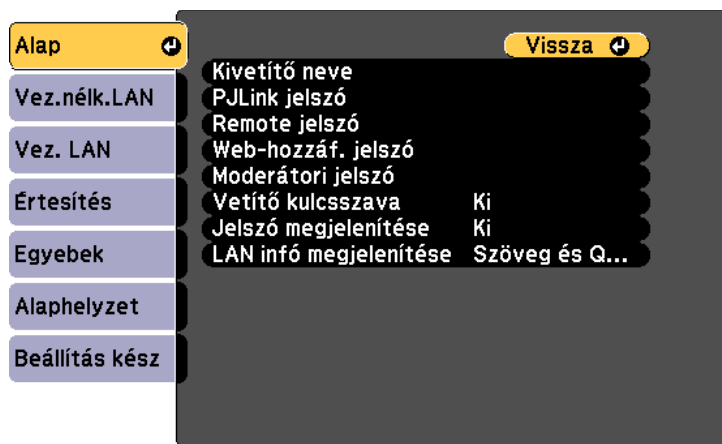 Alap
Vez.nélk.LAN
Vez. LAN
Értesítés
Egyebek
Alaphelyzet
Beállítás kész
Vissza
Kivetítő neve
PJLink jelszó
Remote jelszó
Web-hozzáf. jelszó
Moderátori jelszó
Vetítő kulcsszava Ki
Jelszó megjelenítése Ki
LAN infó megjelenítése Szöveg és Q...